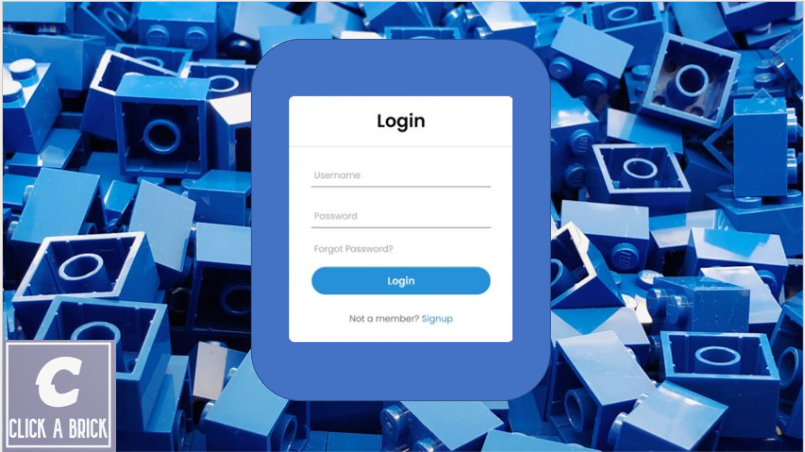 Login
Username
Password
Forgot Password?
Login
Not a member? Signup
C
CLICK A BRICK